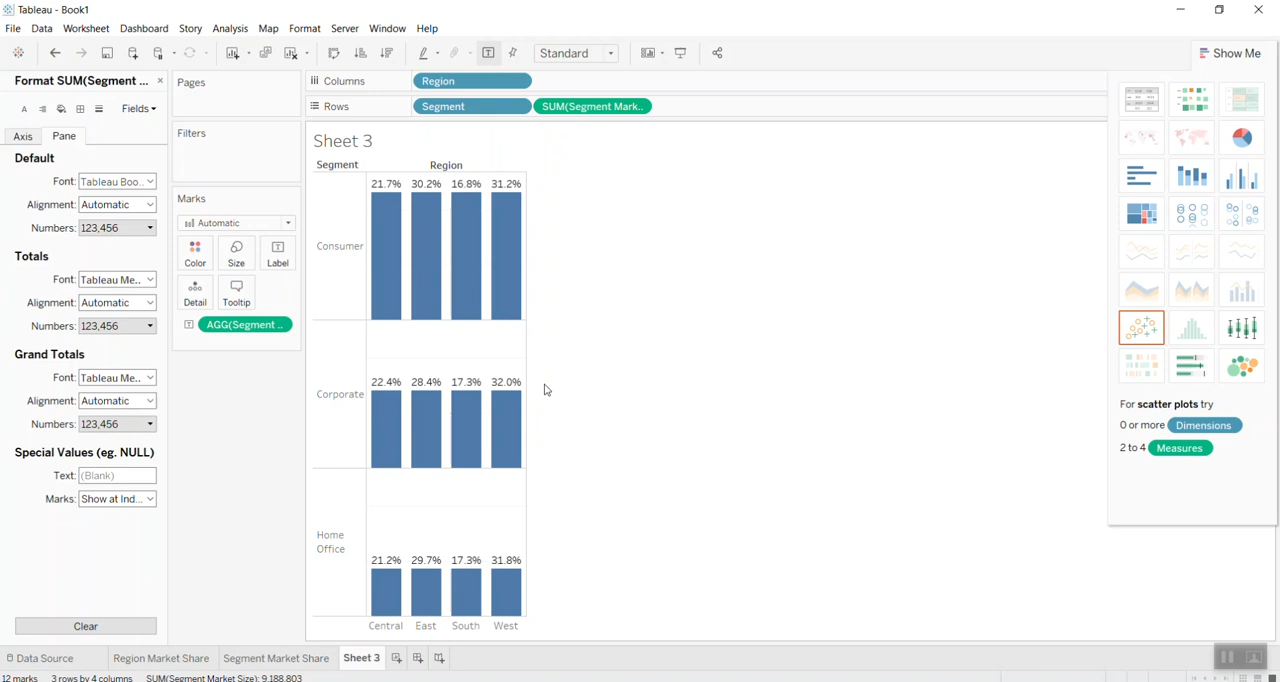 Tableau - Book1
File Data Worksheet Dashboard Story Analysis Map Format Server Window Help
Standard
Show Me
Format SUM(Segment ... ×
Fields
Axis Pane
Default
Font: Tableau Boo..
Alignment: Automatic
Numbers: 123,456
Totals
Font: Tableau Me..
Alignment: Automatic
Numbers: 123,456
Grand Totals
Font: Tableau Me..
Alignment: Automatic
Numbers: 123,456
Special Values (eg. NULL)
Text: (Blank)
Marks: Show at Ind...
Clear
Pages
Filters
Marks
Automatic
Color Size Label
Detail Tooltip
AGG(Segment ..
Columns Region
Rows Segment SUM(Segment Mark..
Sheet 3
Segment Region
21.7% 30.2% 16.8% 31.2%
Consumer
22.4% 28.4% 17.3% 32.0%
Corporate
Home
Office
21.2% 29.7% 17.3% 31.8%
Central East South West
For scatter plots try
0 or more Dimensions
2 to 4 Measures
Data Source Region Market Share Segment Market Share Sheet 3
12 marks 3 rows by 4 columns SUM(Segment Market Size): 9,188,803